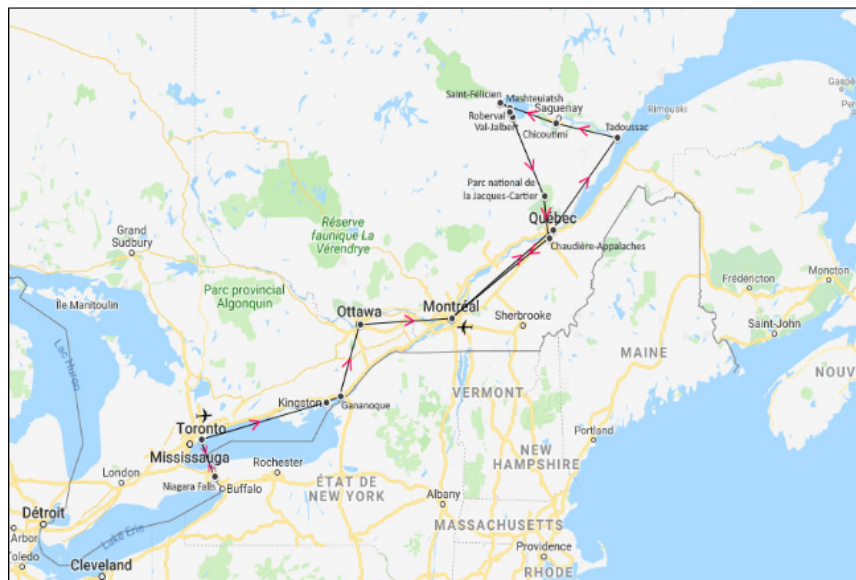 Saint-Félicien
Mashteuiatsh
Roberval
Saguenay
Val-Jalbert
Chicoutimi
Tadoussac
Rimouski
Parc national de
la Jacques-Cartier
Québec
Chaudière-Appalaches
Réserve
faunique La
Vérendrye
Grand
Sudbury
Île Manitoulin
Parc provincial
Algonquin
Ottawa
Montréal
Sherbrooke
Frédéricton
Moncton
Saint-John
MAINE
NOUV
Lac Huron
Kingston
Gananoque
Toronto
Mississauga
Niagara Falls
Buffalo
Rochester
London
VERMONT
NEW
HAMPSHIRE
Portland
ÉTAT DE
NEW YORK
Albany
MASSACHUSETTS
Détroit
Arbor
Toledo
Lake Erie
Cleveland
Providence
RHODE